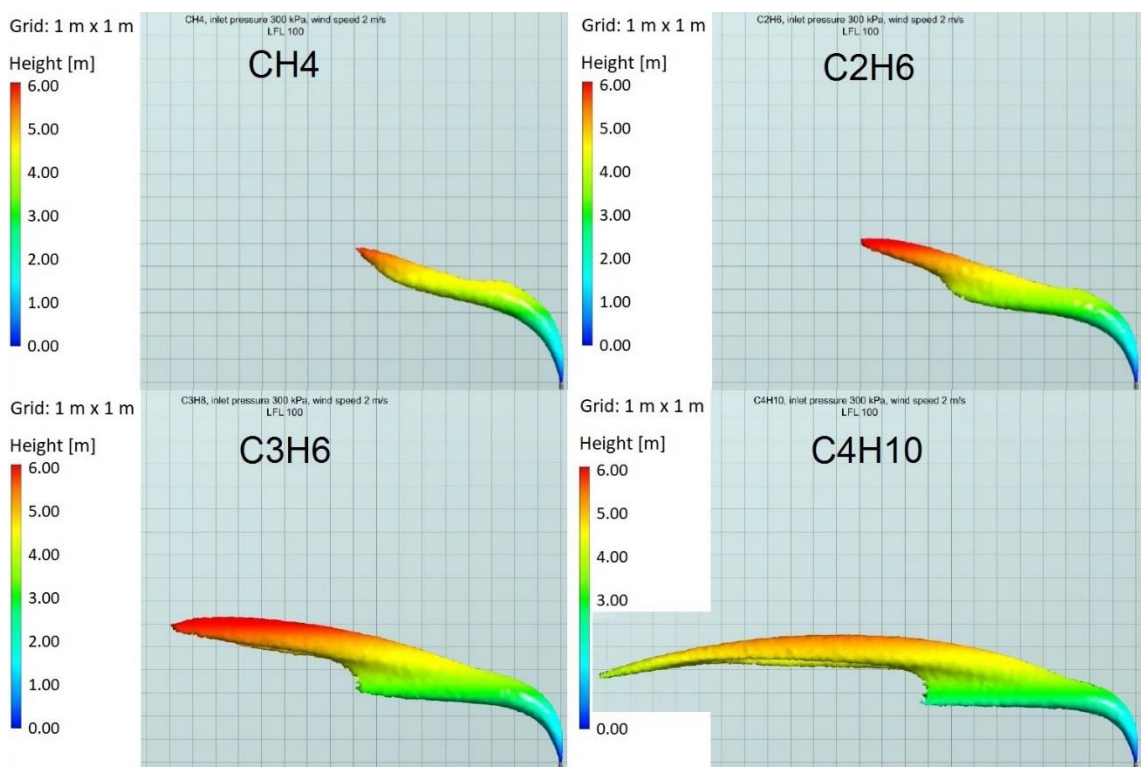 Grid: 1 m x 1 m
CH4, inlet pressure 300 kPa, wind speed 2 m/s
LFL 100
CH4
Height [m]
6.00
5.00
4.00
3.00
2.00
1.00
0.00
Grid: 1 m x 1 m
C2H6, inlet pressure 300 kPa, wind speed 2 m/s
LFL 100
C2H6
Height [m]
6.00
5.00
4.00
3.00
2.00
1.00
0.00
Grid: 1 m x 1 m
C3H8, inlet pressure 300 kPa, wind speed 2 m/s
LFL 100
C3H6
Height [m]
6.00
5.00
4.00
3.00
2.00
1.00
0.00
Grid: 1 m x 1 m
C4H10, inlet pressure 300 kPa, wind speed 2 m/s
LFL 100
C4H10
Height [m]
6.00
5.00
4.00
3.00
0.00